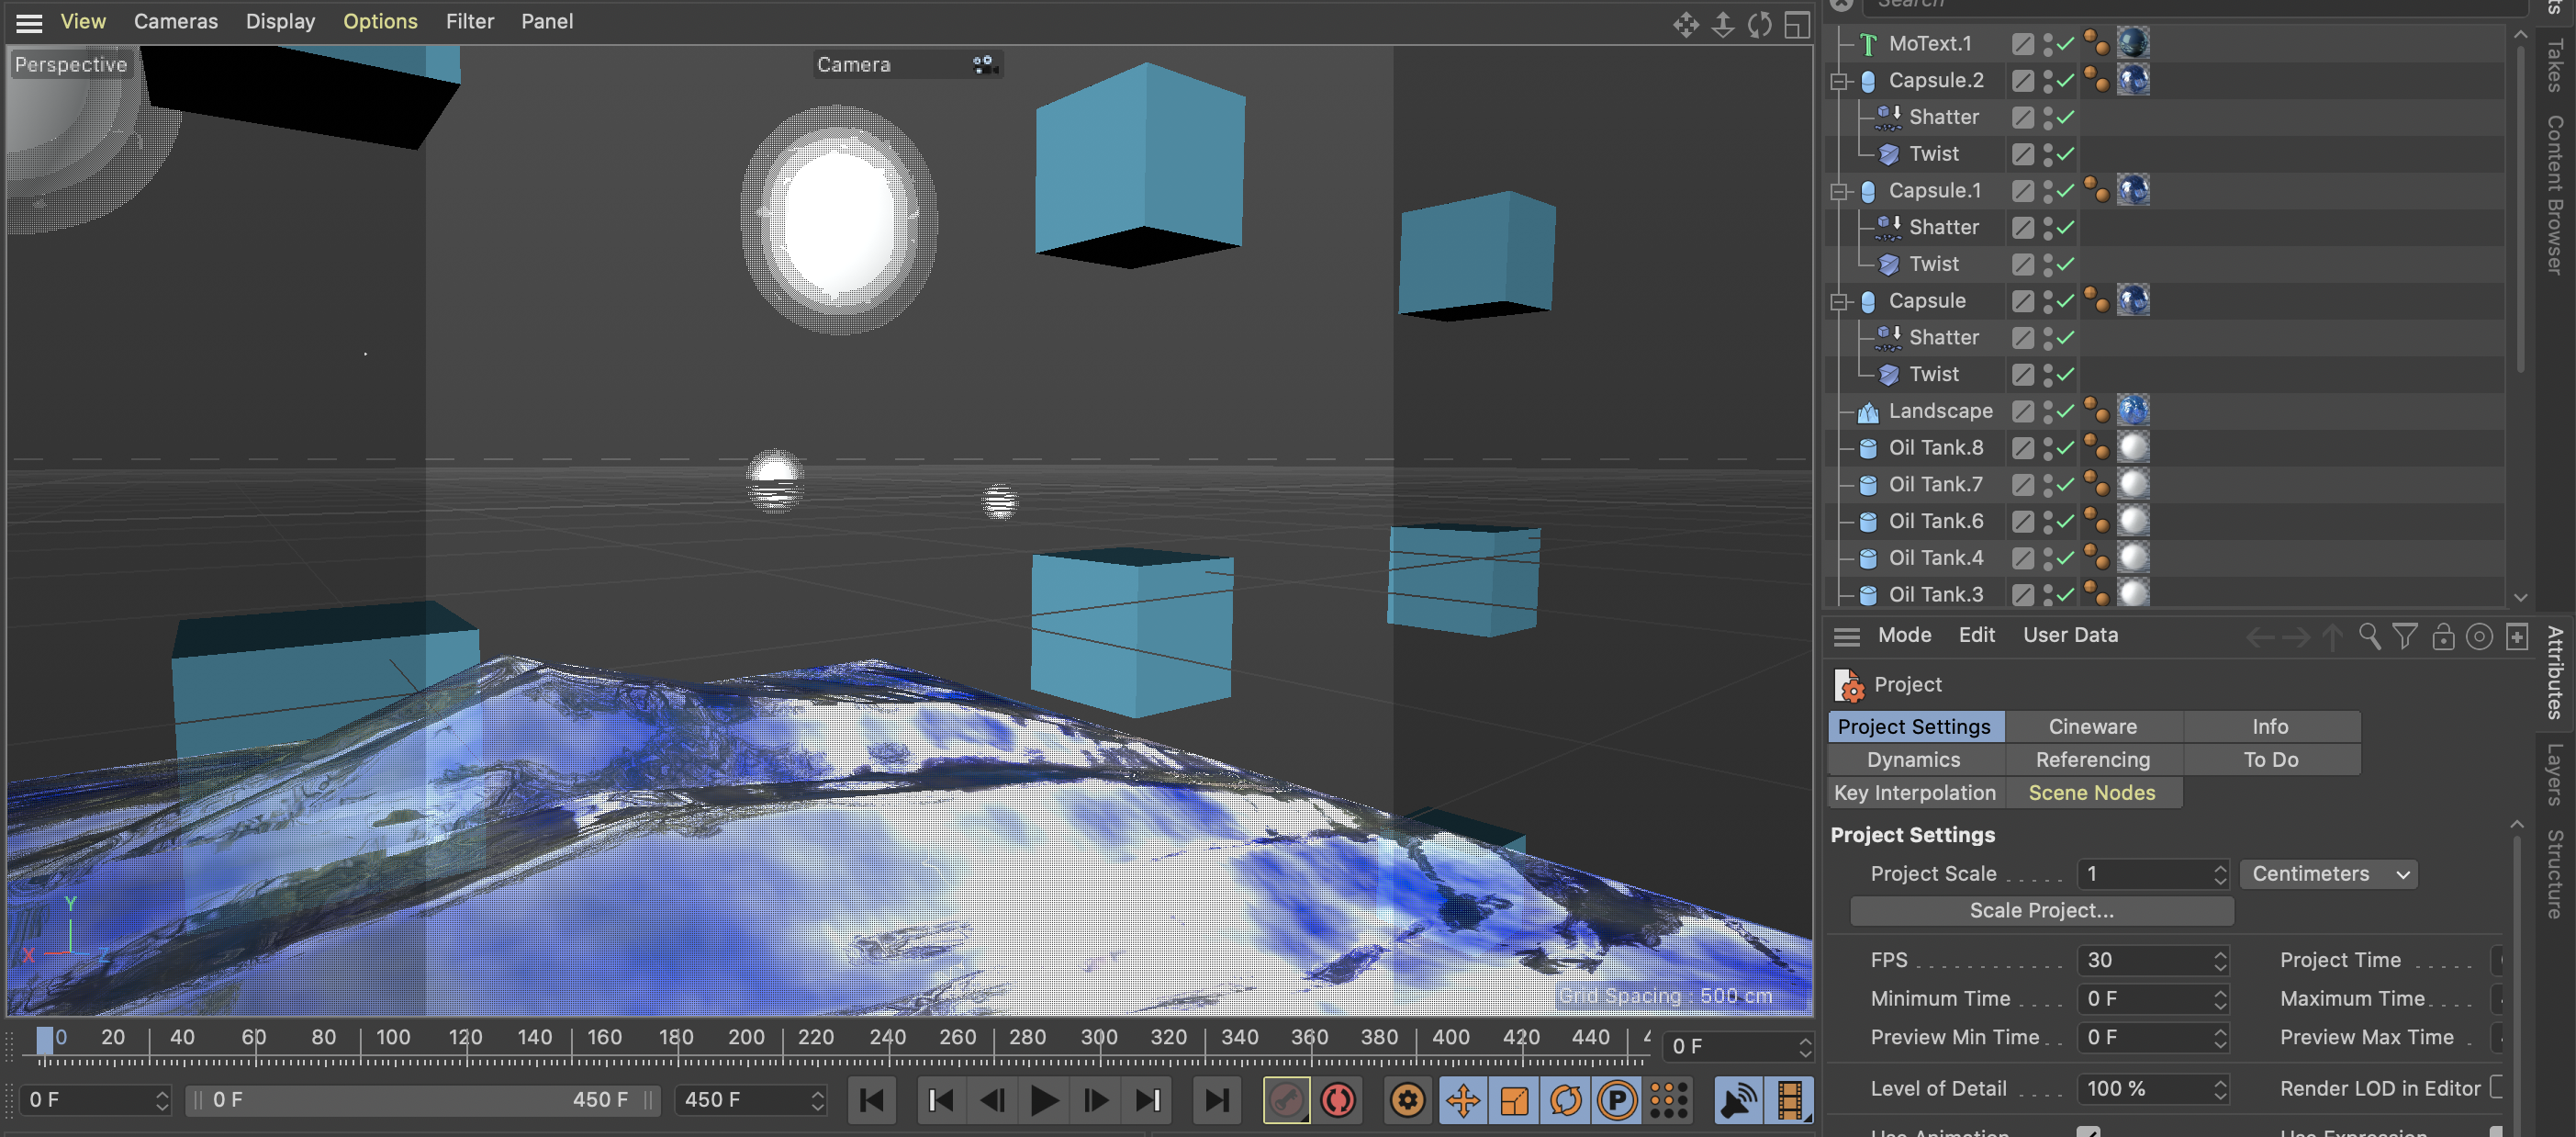 View Cameras Display Options Filter Panel
Perspective
Camera
Grid Spacing : 500 cm
Y
X
Z
0 20 40 60 80 100 120 140 160 180 200 220 240 260 280 300 320 340 360 380 400 420 440 4
0 F
0 F
0 F 450 F
450 F
P
Search
MoText.1
Capsule.2
Shatter
Twist
Capsule.1
Shatter
Twist
Capsule
Shatter
Twist
Landscape
Oil Tank.8
Oil Tank.7
Oil Tank.6
Oil Tank.4
Oil Tank.3
Mode Edit User Data
Project
Project Settings Cineware Info
Dynamics Referencing To Do
Key Interpolation Scene Nodes
Project Settings
Project Scale 1 Centimeters
Scale Project...
FPS 30 Project Time
Minimum Time 0 F Maximum Time
Preview Min Time 0 F Preview Max Time
Level of Detail 100 % Render LOD in Editor
Use Animation Use Expression
ts
Takes
Content Browser
Attributes
Layers
Structure